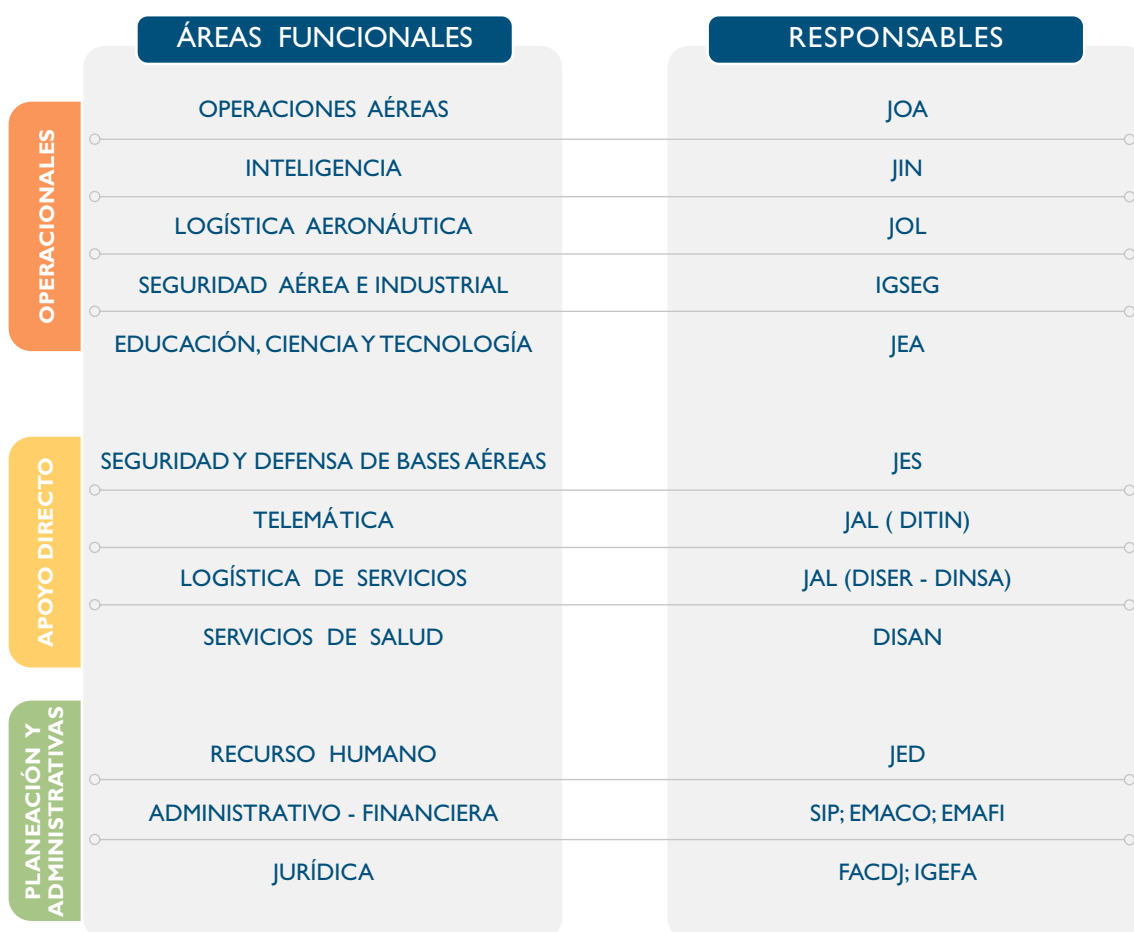 ÁREAS FUNCIONALES
RESPONSABLES
OPERACIONALES
OPERACIONES AÉREAS
JOA
INTELIGENCIA
JIN
LOGÍSTICA AERONÁUTICA
JOL
SEGURIDAD AÉREA E INDUSTRIAL
IGSEG
EDUCACIÓN, CIENCIA Y TECNOLOGÍA
JEA
APOYO DIRECTO
SEGURIDAD Y DEFENSA DE BASES AÉREAS
JES
TELEMÁTICA
JAL ( DITIN)
LOGÍSTICA DE SERVICIOS
JAL (DISER - DINSA)
SERVICIOS DE SALUD
DISAN
PLANEACIÓN Y
ADMINISTRATIVAS
RECURSO HUMANO
JED
ADMINISTRATIVO - FINANCIERA
SIP; EMACO; EMAFI
JURÍDICA
FACDJ; IGEFA